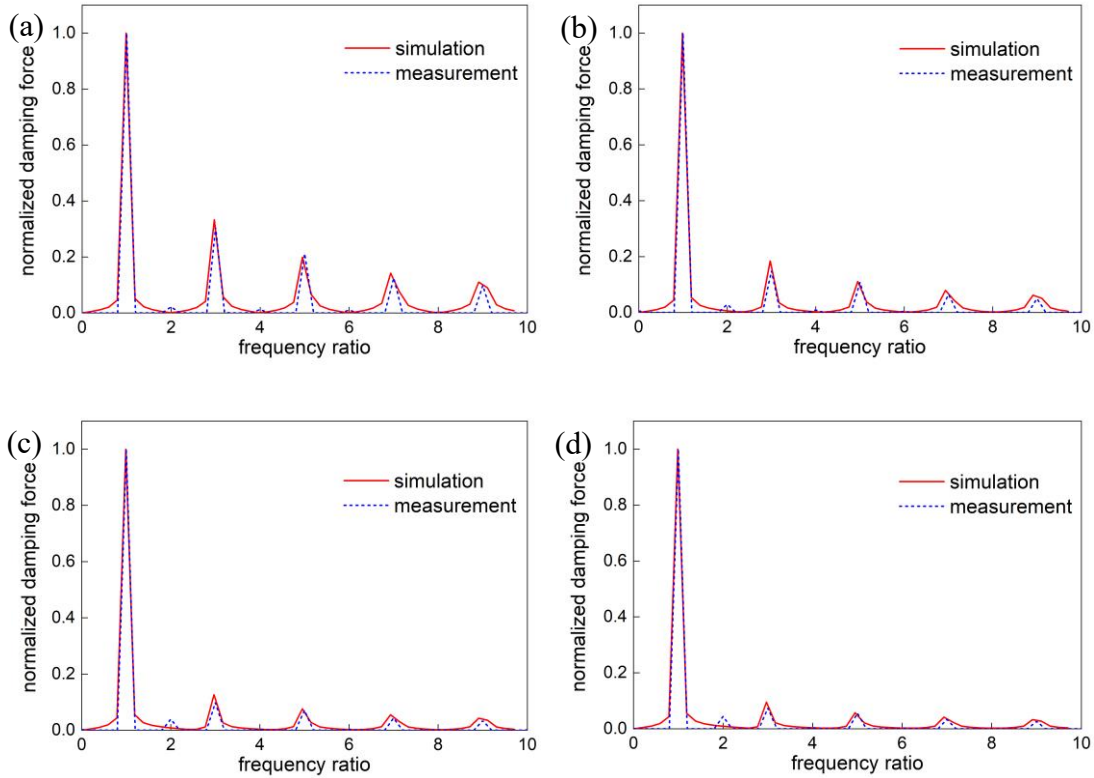 (a)
normalized damping force
1.0
0.8
0.6
0.4
0.2
0.0
simulation
measurement
0 2 4 6 8 10
frequency ratio
(b)
normalized damping force
1.0
0.8
0.6
0.4
0.2
0.0
simulation
measurement
0 2 4 6 8 10
frequency ratio
(c)
normalized damping force
1.0
0.8
0.6
0.4
0.2
0.0
simulation
measurement
0 2 4 6 8 10
frequency ratio
(d)
normalized damping force
1.0
0.8
0.6
0.4
0.2
0.0
simulation
measurement
0 2 4 6 8 10
frequency ratio